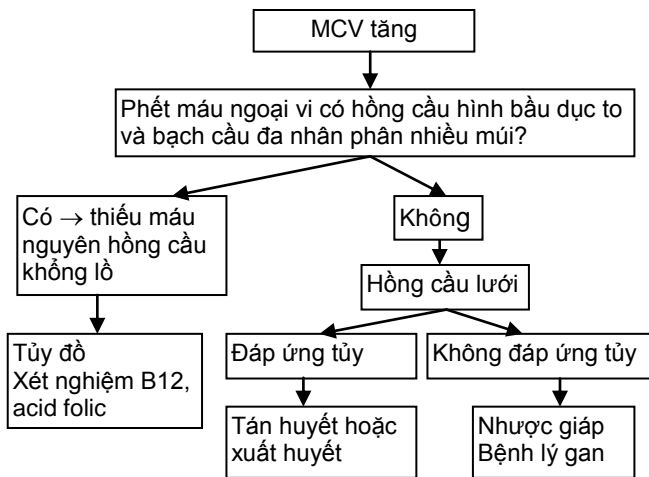 MCV tăng
Phết máu ngoại vi có hồng cầu hình bầu dục to
và bạch cầu đa nhân phân nhiều múi?
Có → thiếu máu
nguyên hồng cầu
khổng lồ
Không
Hồng cầu lưới
Tủy đồ
Xét nghiệm B12,
acid folic
Đáp ứng tủy
Không đáp ứng tủy
Tán huyết hoặc
xuất huyết
Nhược giáp
Bệnh lý gan